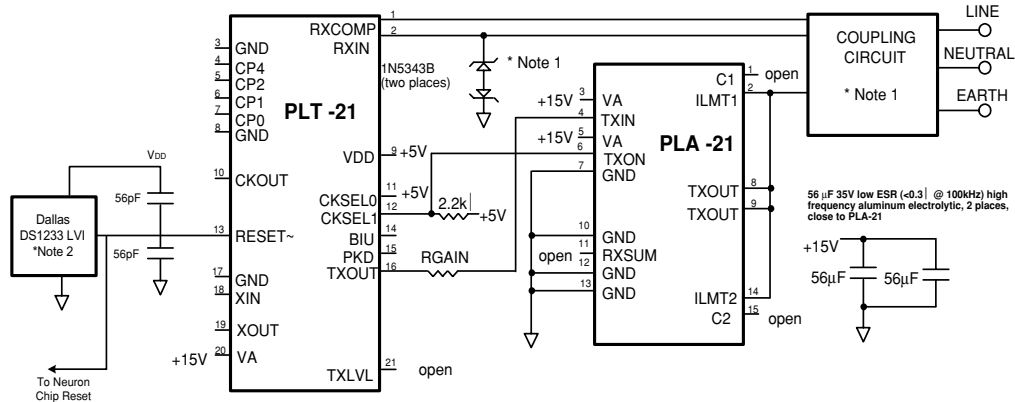 LINE
NEUTRAL
EARTH
COUPLING
CIRCUIT
* Note 1
PLT -21
RXCOMP 1
RXIN 2
3 GND
4 CP4
5 CP2
6 CP1
7 CP0
8 GND
1N5343B
(two places)
* Note 1
VDD 9 +5V
10 CKOUT
CKSEL0 11 +5V
CKSEL1 12
2.2k|
+5V
13 RESET~
BIU 14
PKD 15
TXOUT 16
RGAIN
17 GND
18 XIN
19 XOUT
+15V 20 VA
TXLVL 21 open
VDD
56pF
56pF
Dallas
DS1233 LVI
*Note 2
To Neuron
Chip Reset
PLA -21
C1 1 open
ILMT1 2
+15V 3 VA
4 TXIN
+15V 5 VA
6 TXON
7 GND
TXOUT 8
TXOUT 9
10 GND
open 11 RXSUM
12 GND
13 GND
ILMT2 14
C2 15 open
56 μF 35V low ESR (<0.3| @ 100kHz) high
frequency aluminum electrolytic, 2 places,
close to PLA-21
+15V
56μF 56μF